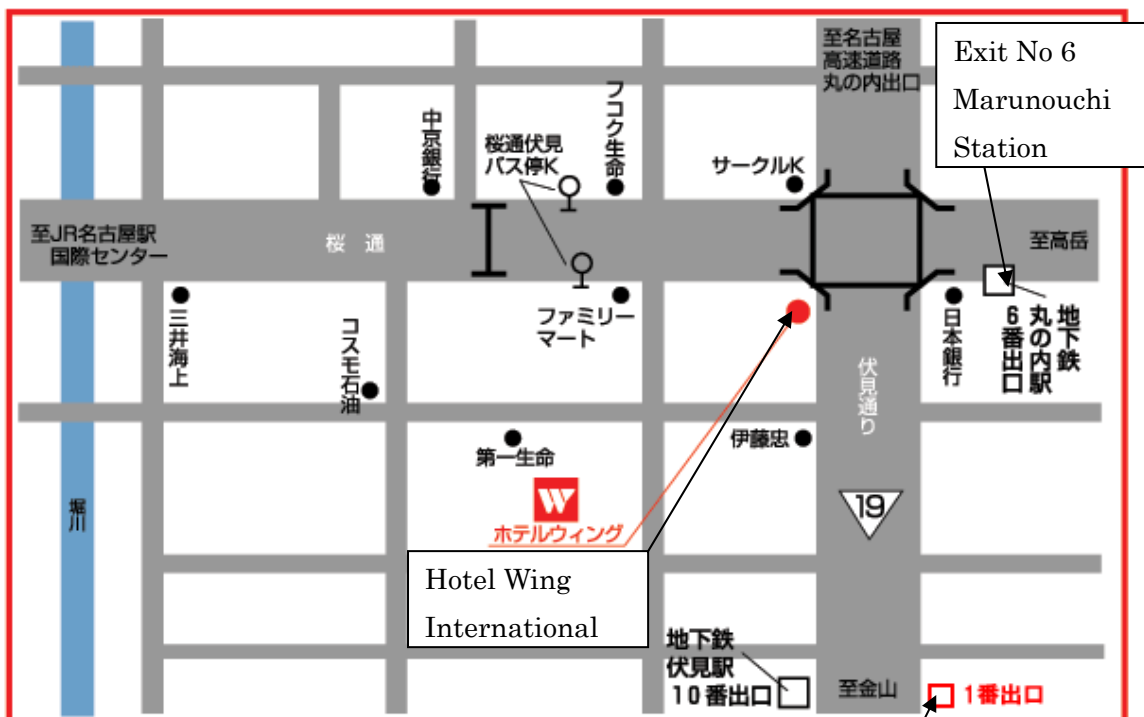 至名古屋
高速道路
丸の内出口
Exit No 6
Marunouchi
Station
中京銀行
桜通伏見
バス停K
フコク生命
サークルK
至JR名古屋駅
国際センター
桜 通
至高岳
三井海上
コスモ石油
ファミリー
マート
日本銀行
地下鉄
丸の内駅
6番出口
伏見通り
第一生命
伊藤忠
堀川
W
ホテルウィング
19
Hotel Wing
International
地下鉄
伏見駅
10番出口
至金山
1番出口